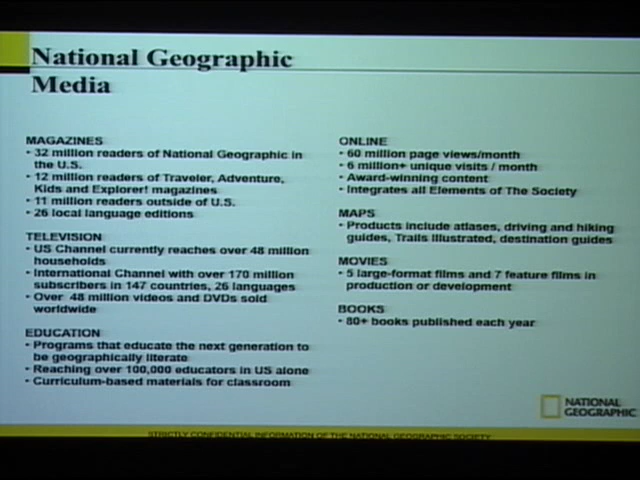 National Geographic
Media
MAGAZINES
• 32 million readers of National Geographic in
the U.S.
• 12 million readers of Traveler, Adventure,
Kids and Explorer! magazines
• 11 million readers outside of U.S.
• 26 local language editions
TELEVISION
• US Channel currently reaches over 48 million
households
• International Channel with over 170 million
subscribers in 147 countries, 26 languages
• Over 48 million videos and DVDs sold
worldwide
EDUCATION
• Programs that educate the next generation to
be geographically literate
• Reaching over 100,000 educators in US alone
• Curriculum-based materials for classroom
ONLINE
• 60 million page views/month
• 6 million+ unique visits / month
• Award-winning content
• Integrates all Elements of The Society
MAPS
• Products include atlases, driving and hiking
guides, Trails Illustrated, destination guides
MOVIES
• 5 large-format films and 7 feature films in
production or development
BOOKS
• 80+ books published each year
NATIONAL
GEOGRAPHIC
STRICTLY CONFIDENTIAL INFORMATION OF THE NATIONAL GEOGRAPHIC SOCIETY